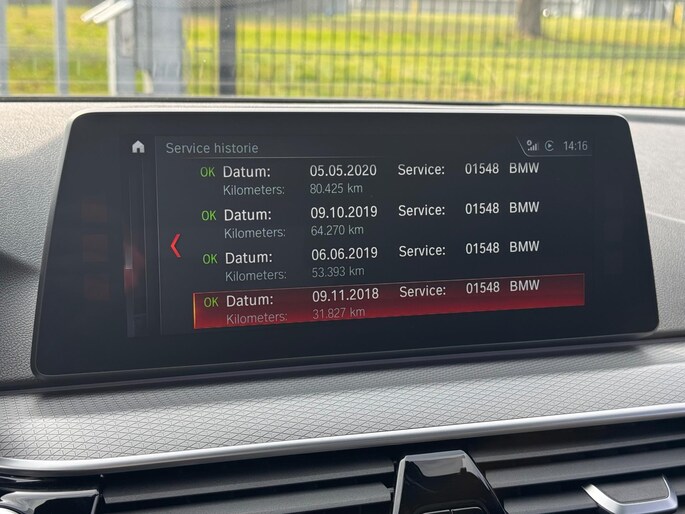 Service historie 14:16
OK Datum: 05.05.2020 Service: 01548 BMW
Kilometers: 80.425 km
OK Datum: 09.10.2019 Service: 01548 BMW
Kilometers: 64.270 km
OK Datum: 06.06.2019 Service: 01548 BMW
Kilometers: 53.393 km
OK Datum: 09.11.2018 Service: 01548 BMW
Kilometers: 31.827 km